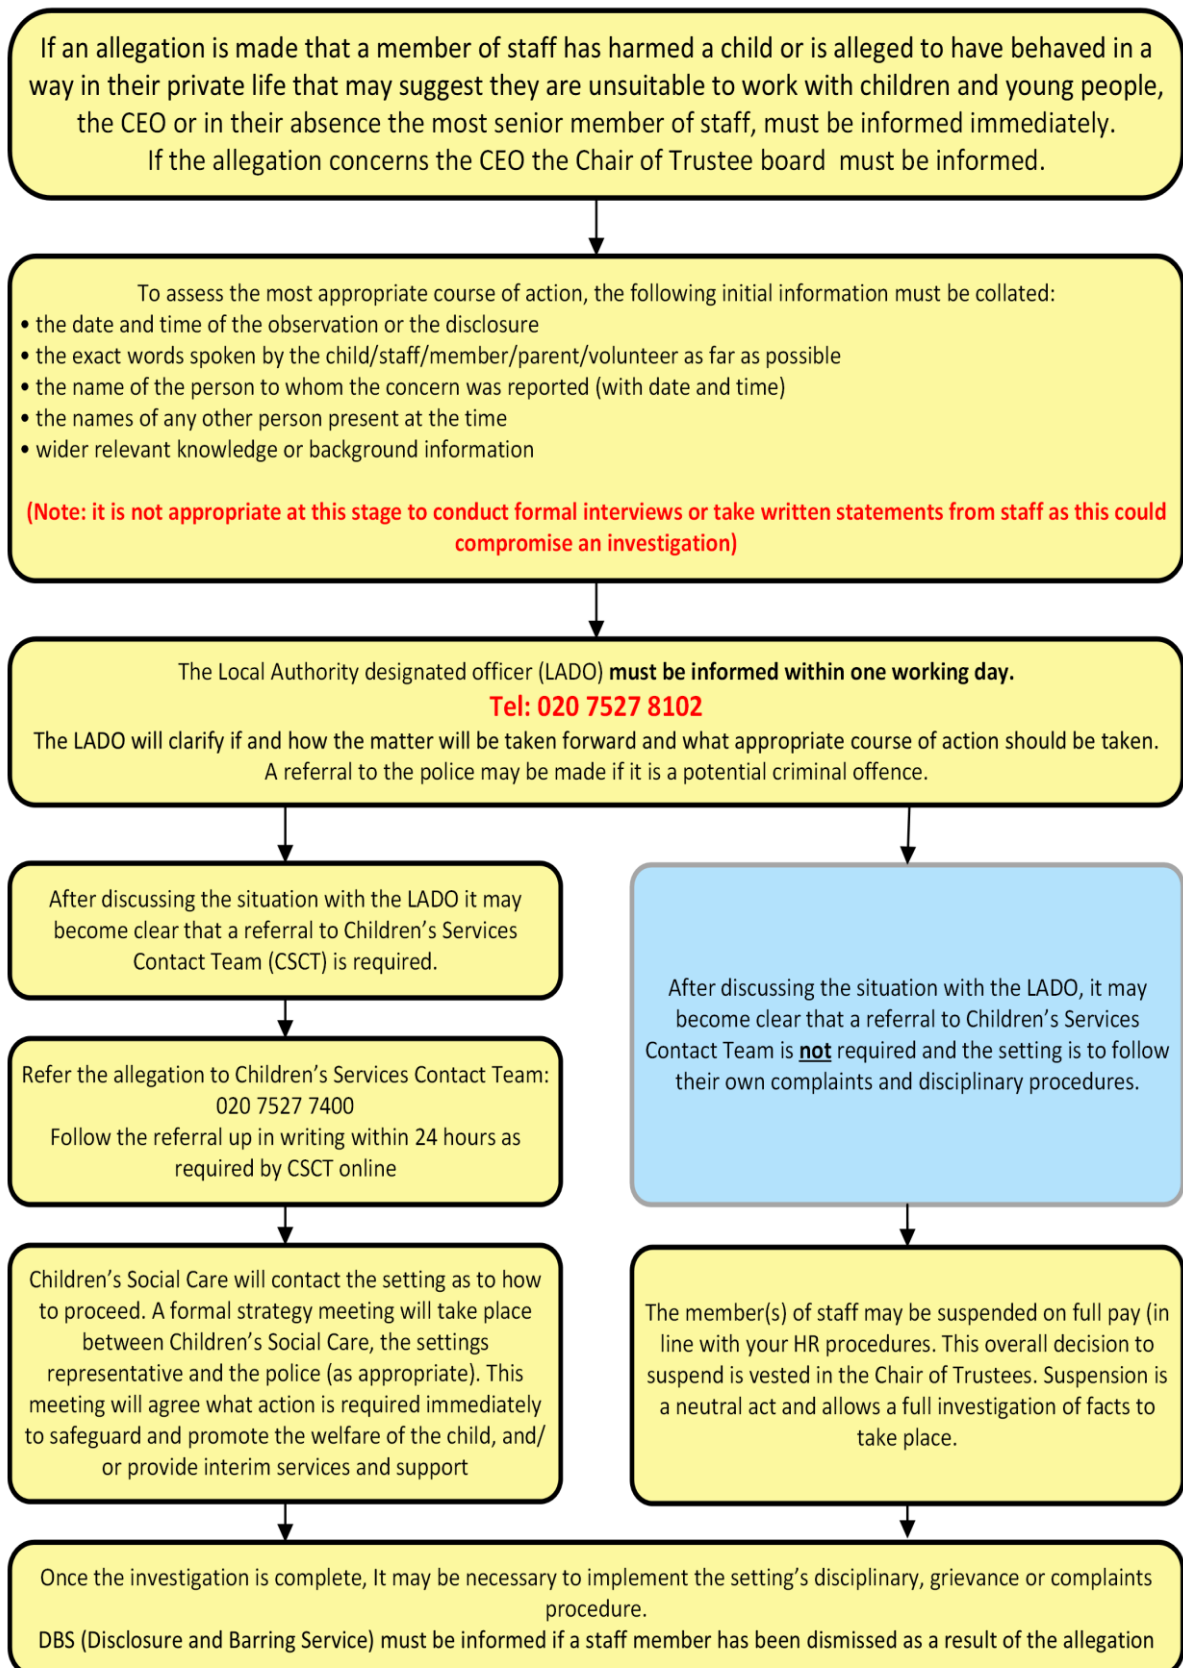 If an allegation is made that a member of staff has harmed a child or is alleged to have behaved in a
way in their private life that may suggest they are unsuitable to work with children and young people,
the CEO or in their absence the most senior member of staff, must be informed immediately.
If the allegation concerns the CEO the Chair of Trustee board must be informed.
To assess the most appropriate course of action, the following initial information must be collated:
• the date and time of the observation or the disclosure
• the exact words spoken by the child/staff/member/parent/volunteer as far as possible
• the name of the person to whom the concern was reported (with date and time)
• the names of any other person present at the time
• wider relevant knowledge or background information
(Note: it is not appropriate at this stage to conduct formal interviews or take written statements from staff as this could
compromise an investigation)
The Local Authority designated officer (LADO) must be informed within one working day.
Tel: 020 7527 8102
The LADO will clarify if and how the matter will be taken forward and what appropriate course of action should be taken.
A referral to the police may be made if it is a potential criminal offence.
After discussing the situation with the LADO it may
become clear that a referral to Children’s Services
Contact Team (CSCT) is required.
Refer the allegation to Children’s Services Contact Team:
020 7527 7400
Follow the referral up in writing within 24 hours as
required by CSCT online
Children’s Social Care will contact the setting as to how
to proceed. A formal strategy meeting will take place
between Children’s Social Care, the settings
representative and the police (as appropriate). This
meeting will agree what action is required immediately
to safeguard and promote the welfare of the child, and/
or provide interim services and support
After discussing the situation with the LADO, it may
become clear that a referral to Children’s Services
Contact Team is not required and the setting is to follow
their own complaints and disciplinary procedures.
The member(s) of staff may be suspended on full pay (in
line with your HR procedures. This overall decision to
suspend is vested in the Chair of Trustees. Suspension is
a neutral act and allows a full investigation of facts to
take place.
Once the investigation is complete, It may be necessary to implement the setting’s disciplinary, grievance or complaints
procedure.
DBS (Disclosure and Barring Service) must be informed if a staff member has been dismissed as a result of the allegation